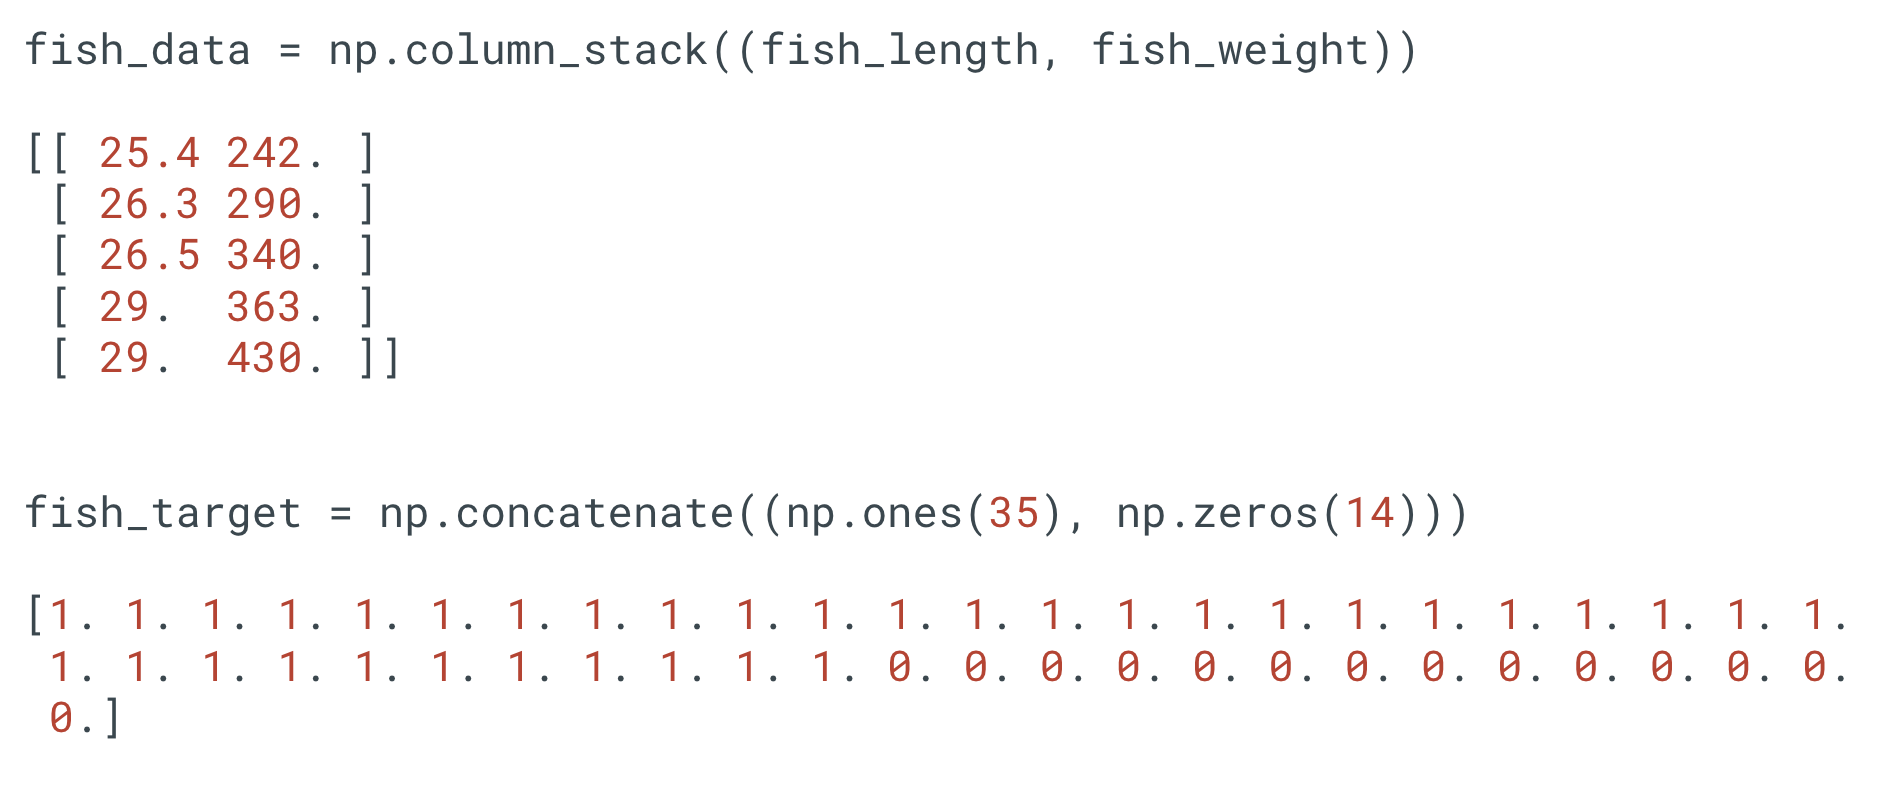 fish_data = np.column_stack((fish_length, fish_weight))
[[ 25.4 242. ]
 [ 26.3 290. ]
 [ 26.5 340. ]
 [ 29.  363. ]
 [ 29.  430. ]]
fish_target = np.concatenate((np.ones(35), np.zeros(14)))
[1. 1. 1. 1. 1. 1. 1. 1. 1. 1. 1. 1. 1. 1. 1. 1. 1. 1. 1. 1. 1. 1. 1. 1.
 1. 1. 1. 1. 1. 1. 1. 1. 1. 1. 1. 0. 0. 0. 0. 0. 0. 0. 0. 0. 0. 0. 0. 0.
 0.]